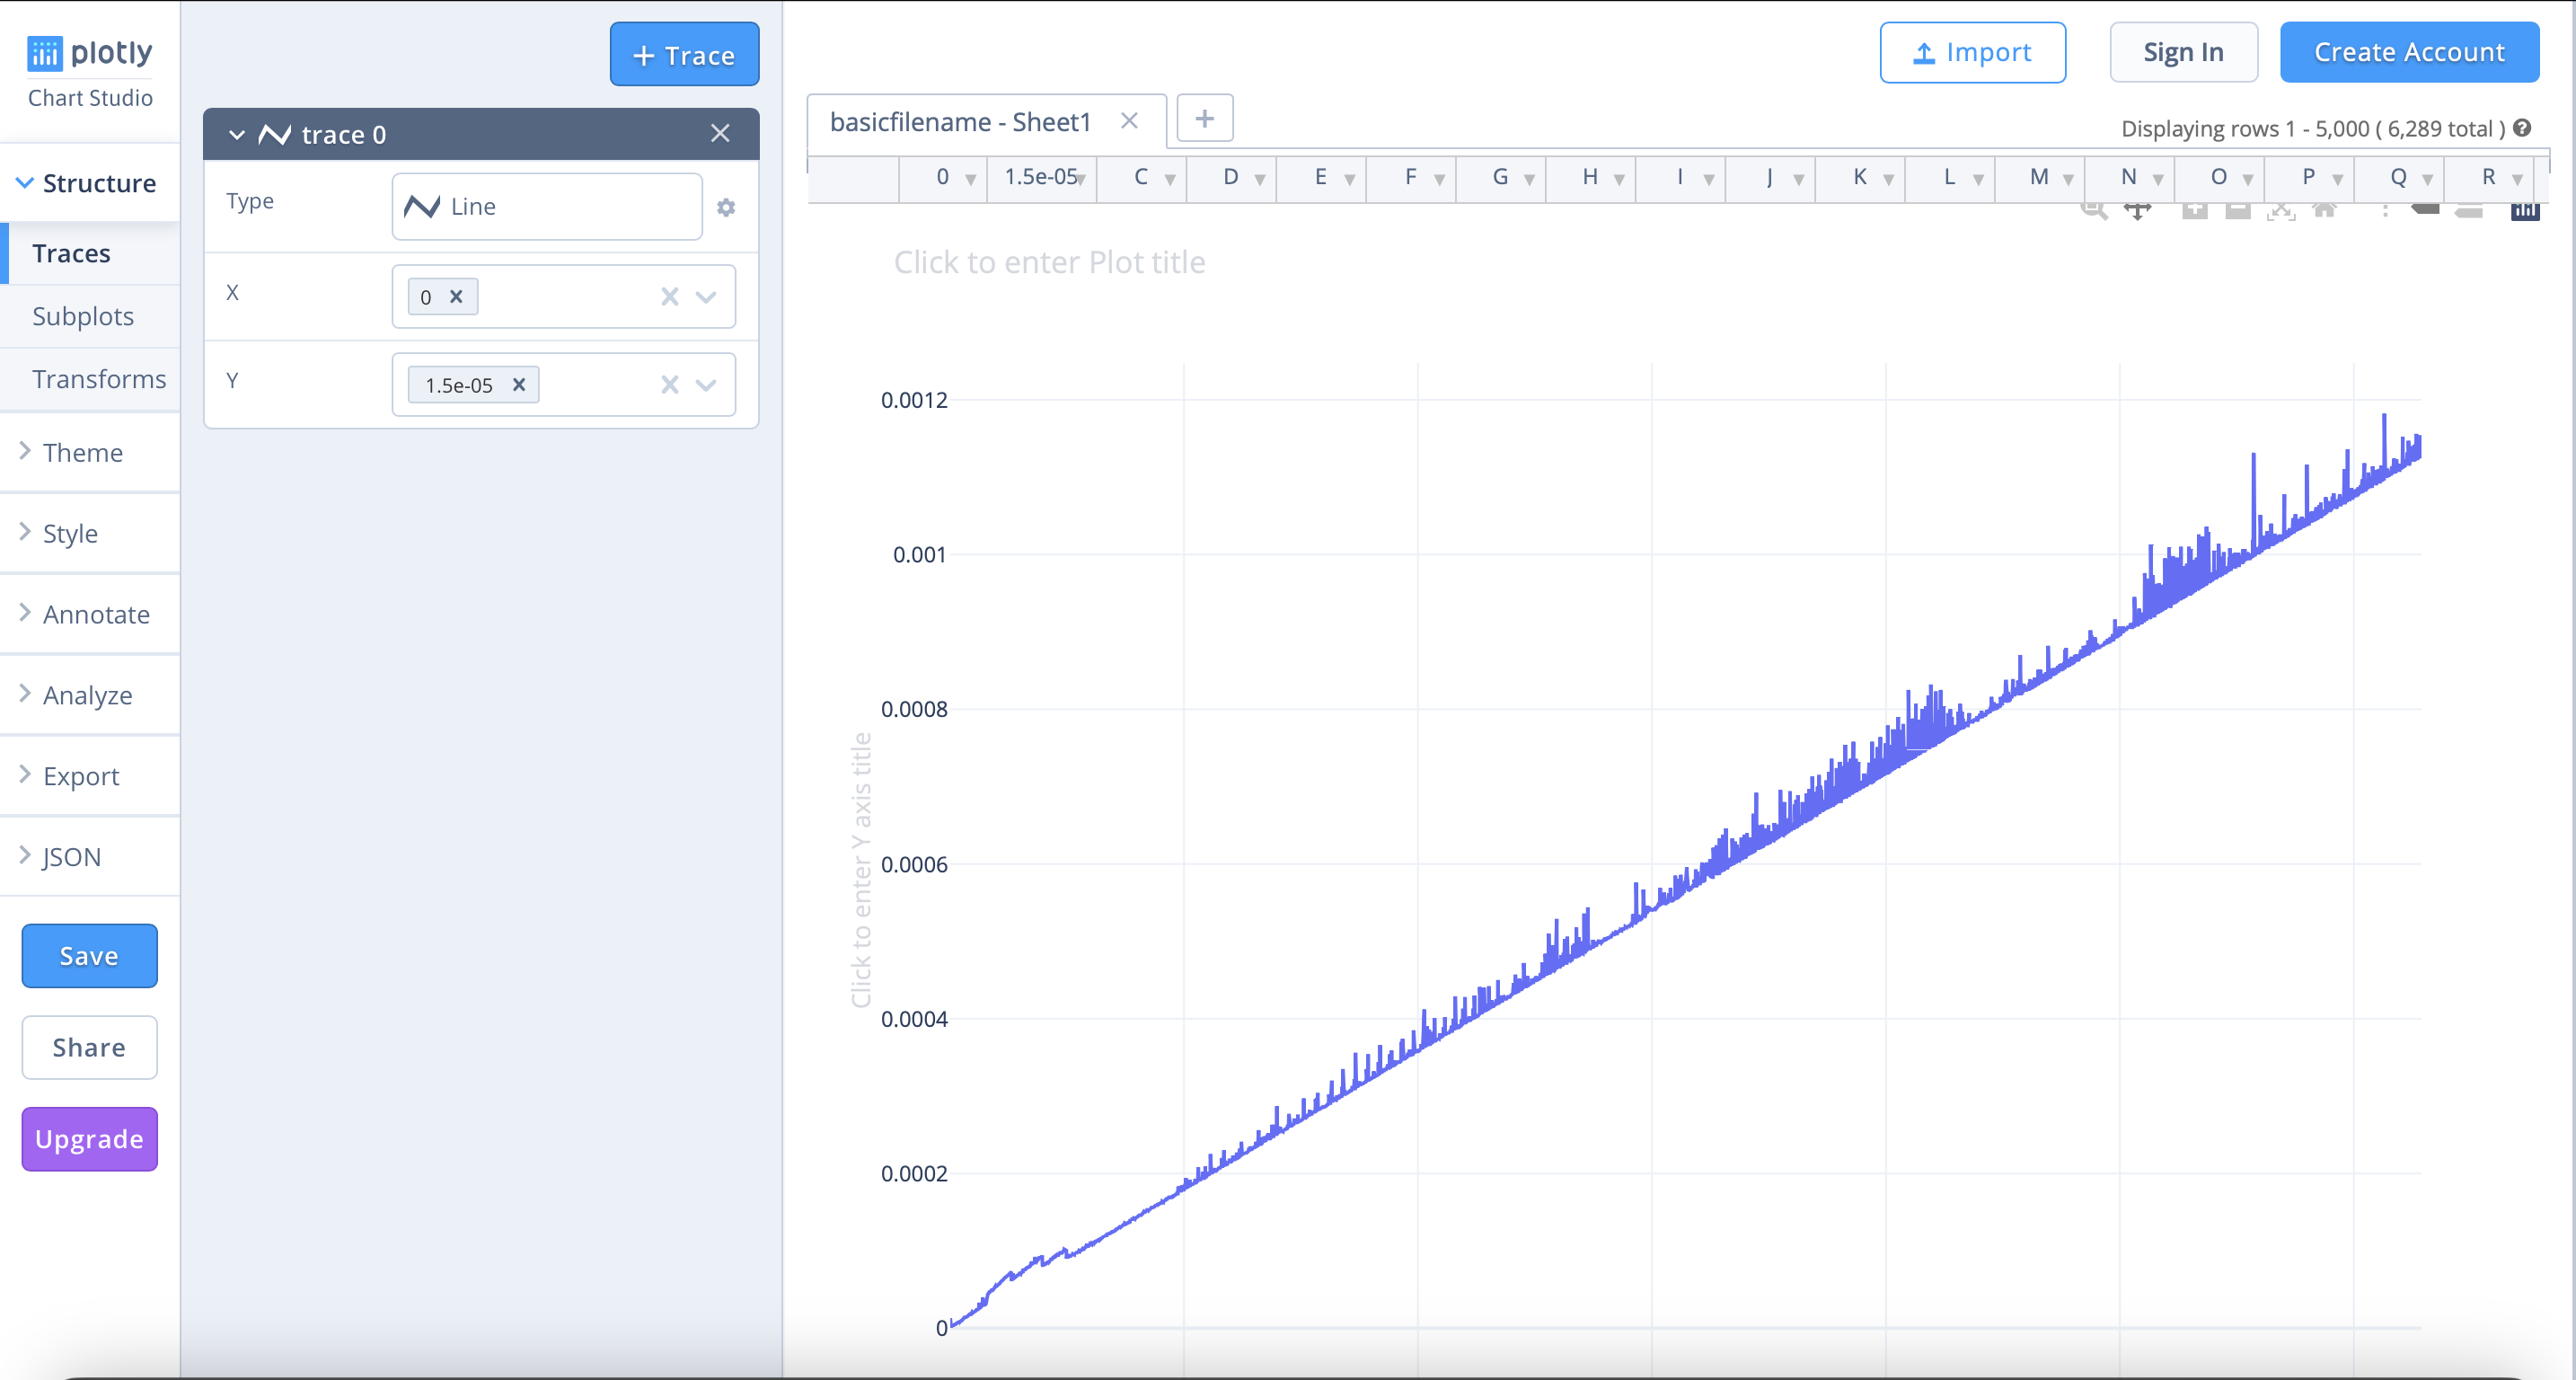 plotly
Chart Studio
Structure
Traces
Subplots
Transforms
Theme
Style
Annotate
Analyze
Export
JSON
Save
Share
Upgrade
+ Trace
trace 0
Type
Line
X
0
Y
1.5e-05
Import
Sign In
Create Account
basicfilename - Sheet1
+
Displaying rows 1 - 5,000 ( 6,289 total )
0 1.5e-05 C D E F G H I J K L M N O P Q R
Click to enter Plot title
Click to enter Y axis title
0.0012
0.001
0.0008
0.0006
0.0004
0.0002
0